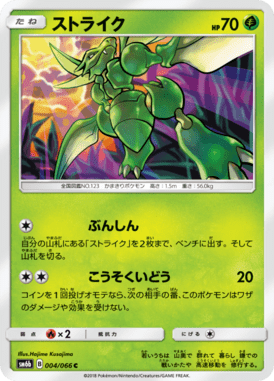 たね ストライク HP70
全国図鑑NO.123 かまきりポケモン 高さ：1.5m 重さ：56.0kg
ぶんしん
自分の山札にある「ストライク」を2枚まで、ベンチに出す。そして
山札を切る。
こうそくいどう 20
コインを1回投げオモテなら、次の相手の番、このポケモンはワザ
のダメージや効果を受けない。
弱点 ×2 抵抗力 にげる
Illus.Hajime Kusajima
sm6b 004/066 C
©2018 Pokémon/Nintendo/Creatures/GAME FREAK.